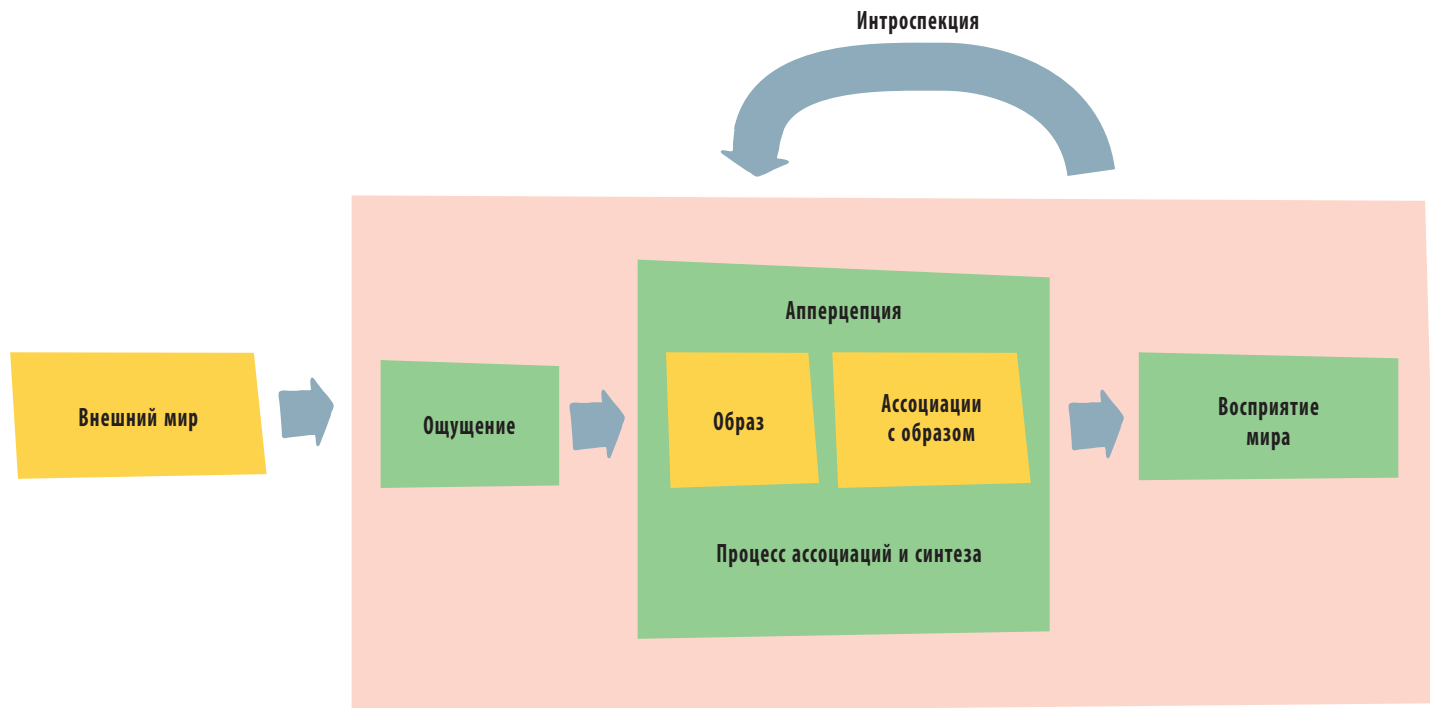 Интроспекция
Апперцепция
Внешний мир
Ощущение
Образ
Ассоциации
с образом
Восприятие
мира
Процесс ассоциаций и синтеза